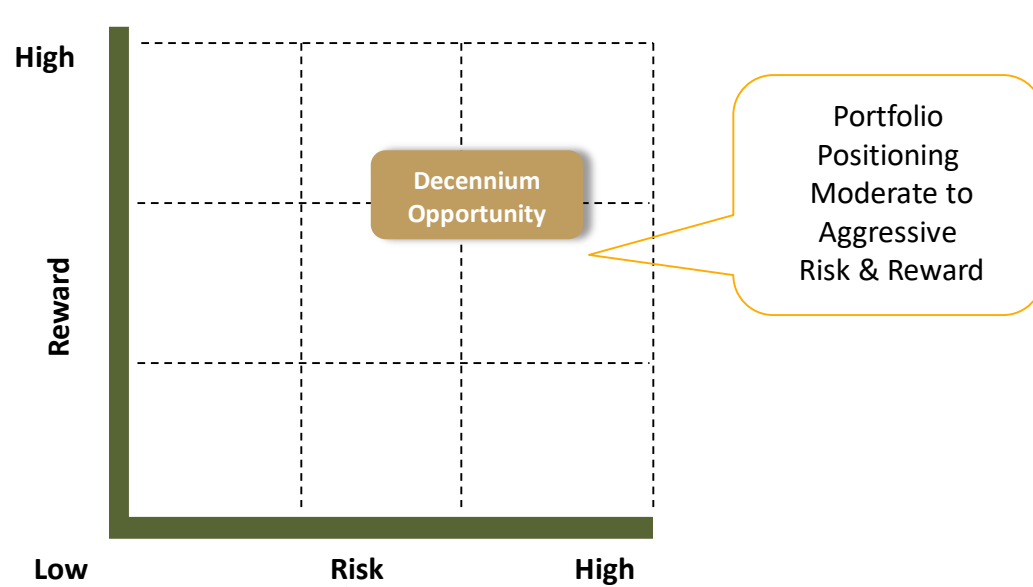 High
Decennium
Opportunity
Portfolio
Positioning
Moderate to
Aggressive
Risk & Reward
Reward
Low
Risk
High